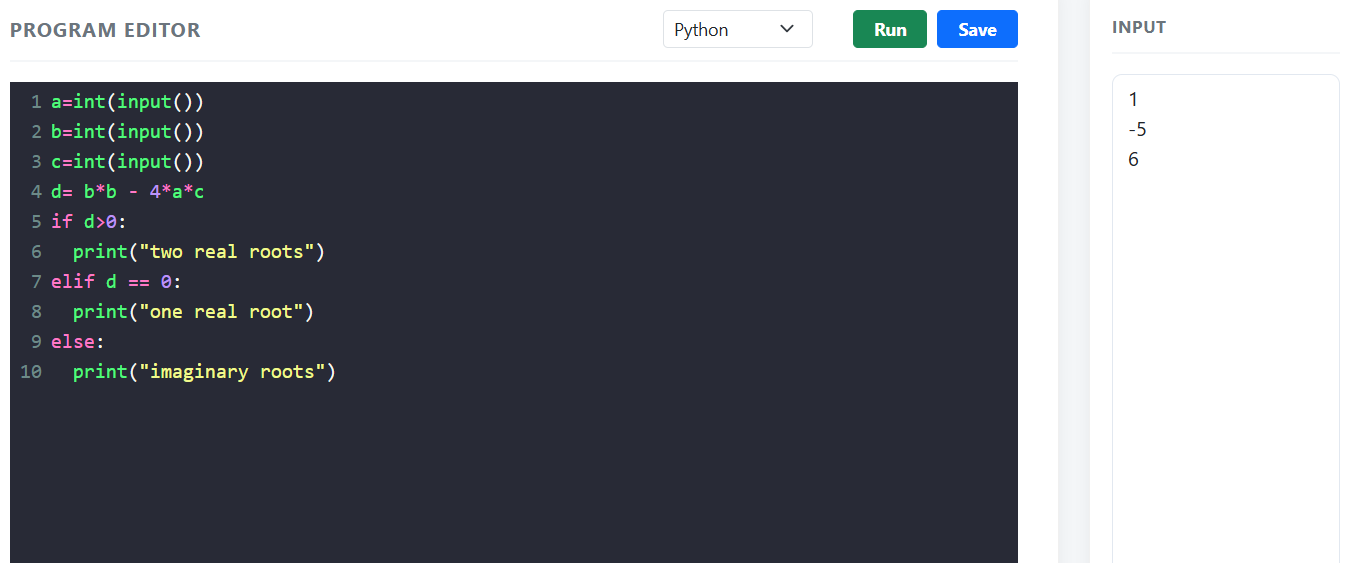 PROGRAM EDITOR
Python
Run
Save
1 a=int(input())
2 b=int(input())
3 c=int(input())
4 d= b*b - 4*a*c
5 if d>0:
6   print("two real roots")
7 elif d == 0:
8   print("one real root")
9 else:
10   print("imaginary roots")
INPUT
1
-5
6